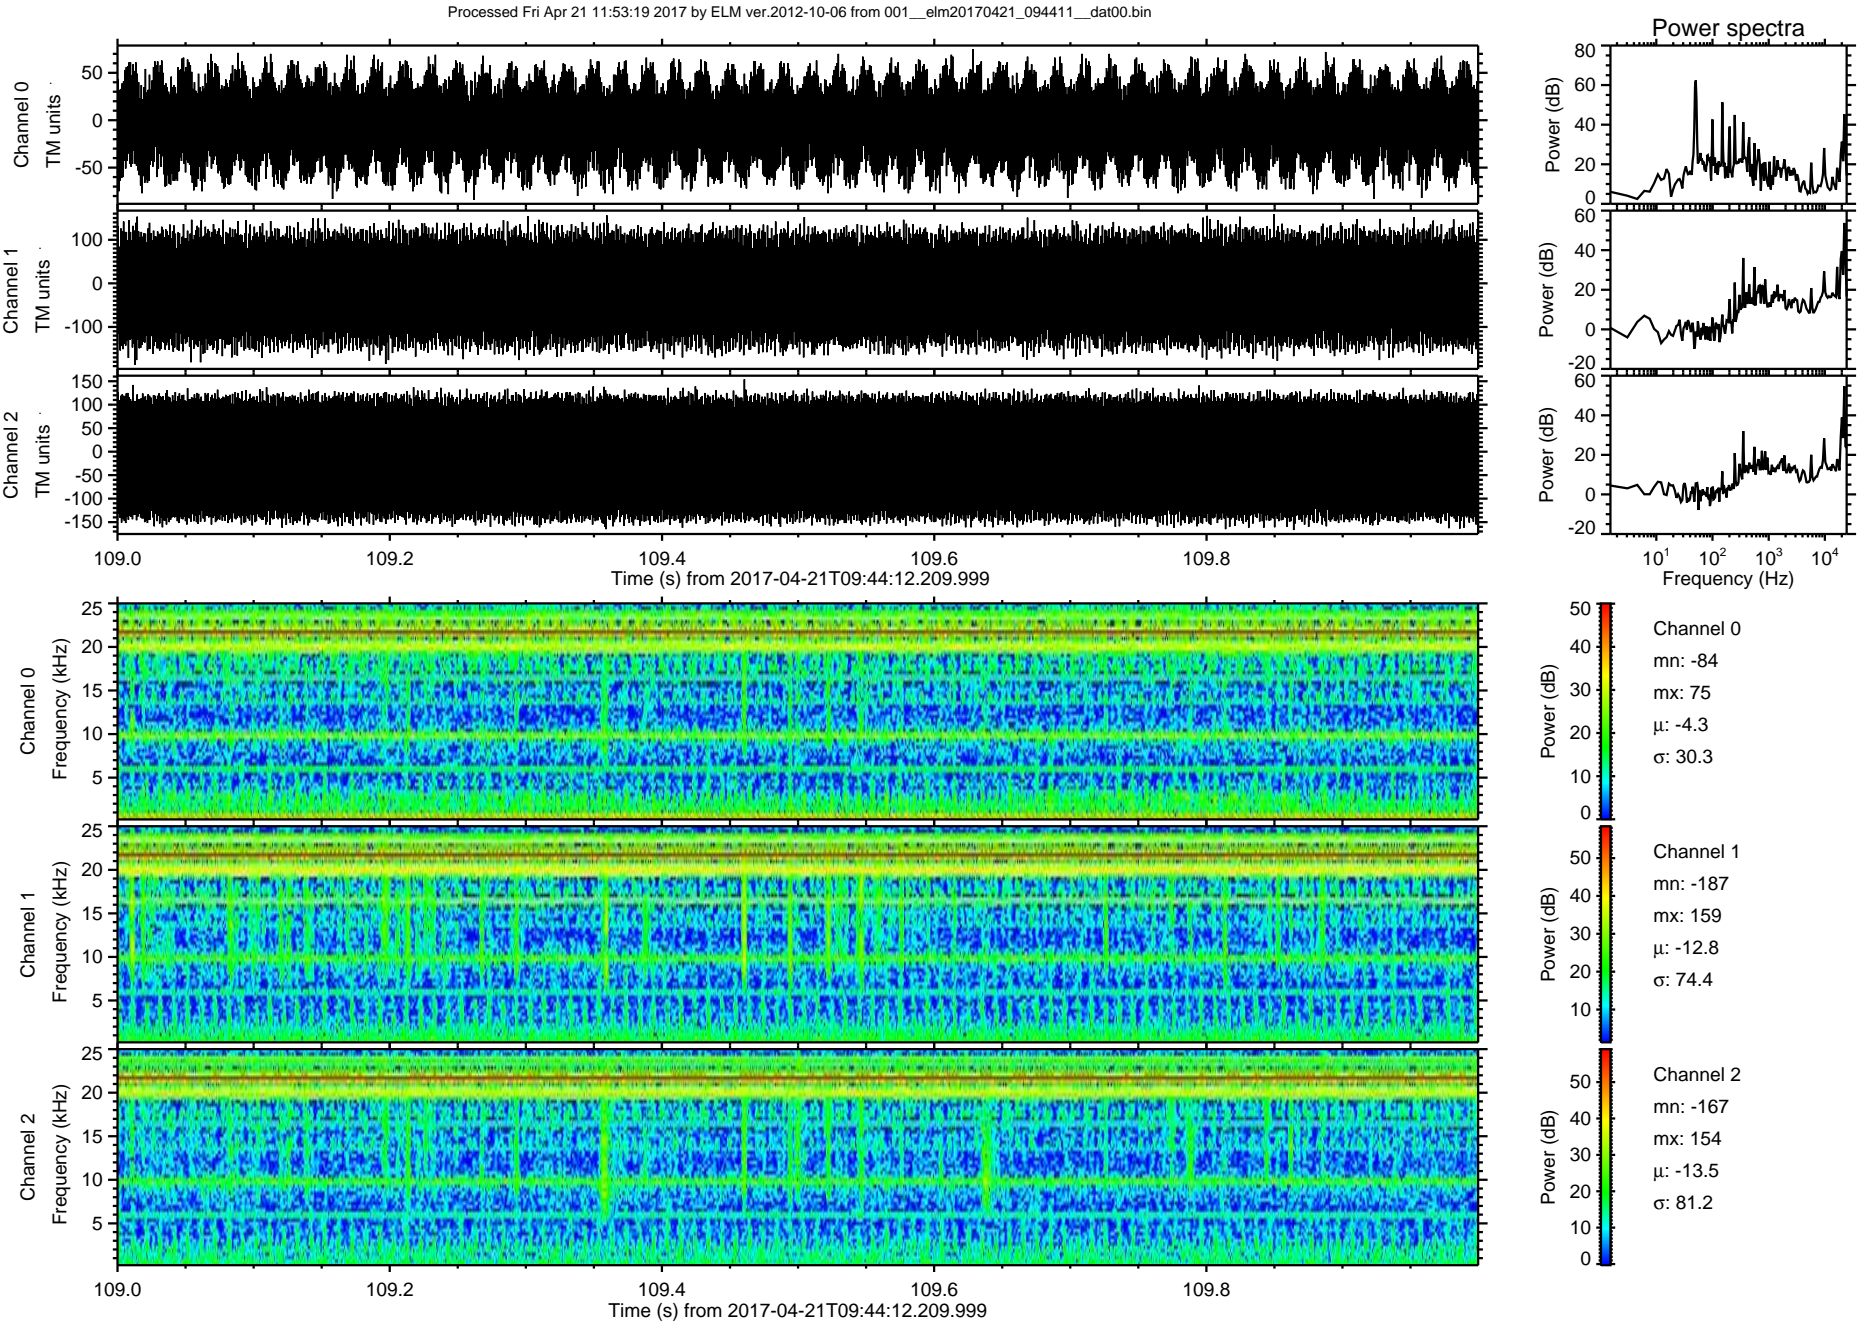 Processed Fri Apr 21 11:53:19 2017 by ELM ver.2012-10-06 from 001__elm20170421_094411__dat00.bin
Power spectra
Channel 0
TM units
50
0
-50
Power (dB)
80
60
40
20
0
Channel 1
TM units
100
0
-100
Power (dB)
60
40
20
0
-20
Channel 2
TM units
150
100
50
0
-50
-100
-150
Power (dB)
60
40
20
0
-20
109.0 109.2 109.4 109.6 109.8
Time (s) from 2017-04-21T09:44:12.209.999
10^1 10^2 10^3 10^4
Frequency (Hz)
Channel 0
Frequency (kHz)
25
20
15
10
5
Power (dB)
50
40
30
20
10
0
Channel 0
mn: -84
mx: 75
μ: -4.3
σ: 30.3
Channel 1
Frequency (kHz)
25
20
15
10
5
Power (dB)
50
40
30
20
10
Channel 1
mn: -187
mx: 159
μ: -12.8
σ: 74.4
Channel 2
Frequency (kHz)
25
20
15
10
5
Power (dB)
50
40
30
20
10
0
Channel 2
mn: -167
mx: 154
μ: -13.5
σ: 81.2
109.0 109.2 109.4 109.6 109.8
Time (s) from 2017-04-21T09:44:12.209.999